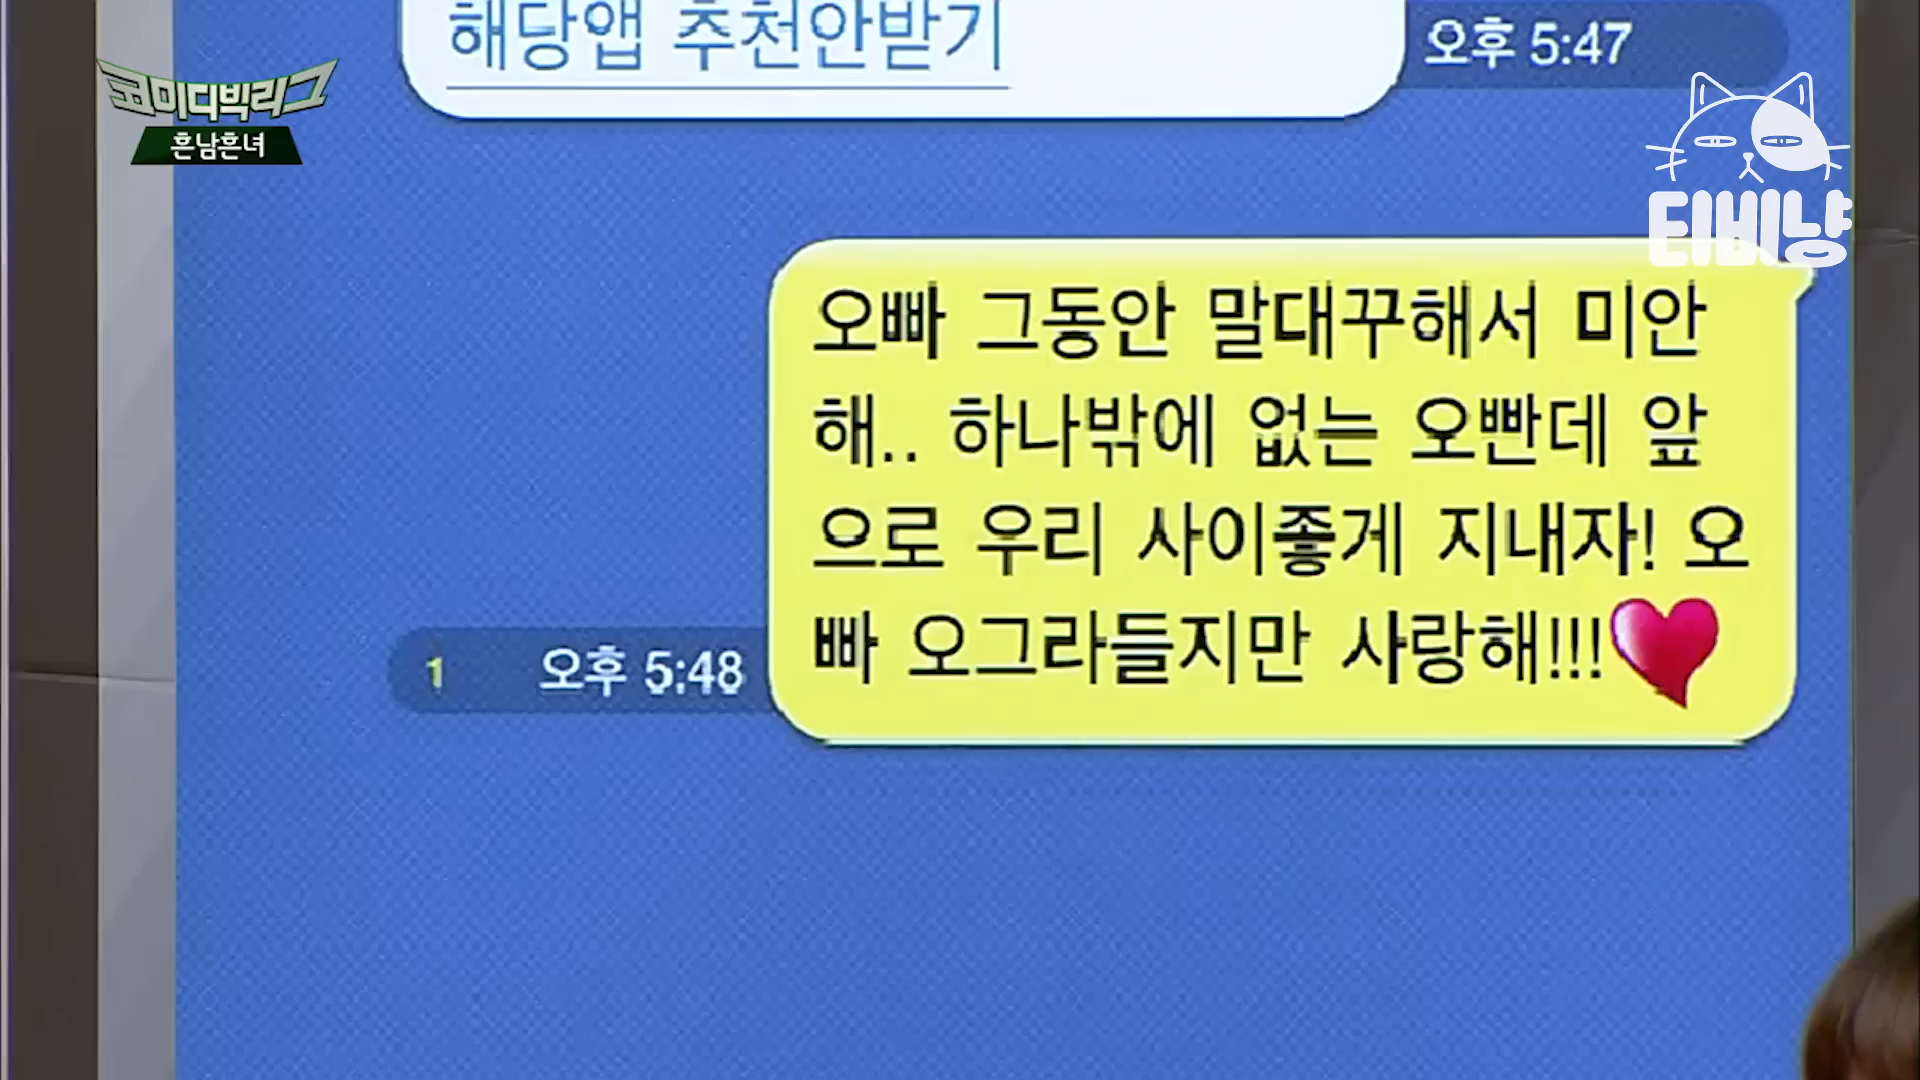 해당앱 추천안받기
오후 5:47
코미디빅리그
흔남흔녀
티비냥
오빠 그동안 말대꾸해서 미안
해.. 하나밖에 없는 오빤데 앞
으로 우리 사이좋게 지내자! 오
빠 오그라들지만 사랑해!!!
1 오후 5:48